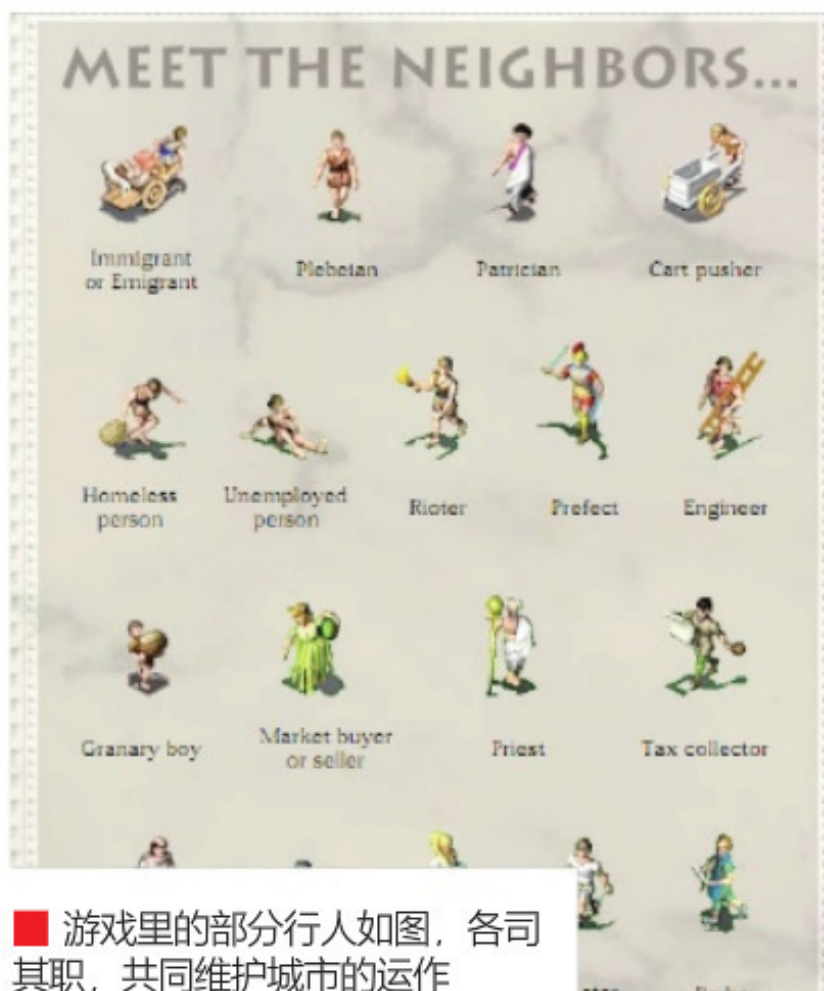 MEET THE NEIGHBORS...
Immigrant
or Emigrant
Plebeian
Patrician
Cart pusher
Homeless
person
Unemployed
person
Rioter
Prefect
Engineer
Granary boy
Market buyer
or seller
Priest
Tax collector
■ 游戏里的部分行人如图，各司
其职，共同维护城市的运作